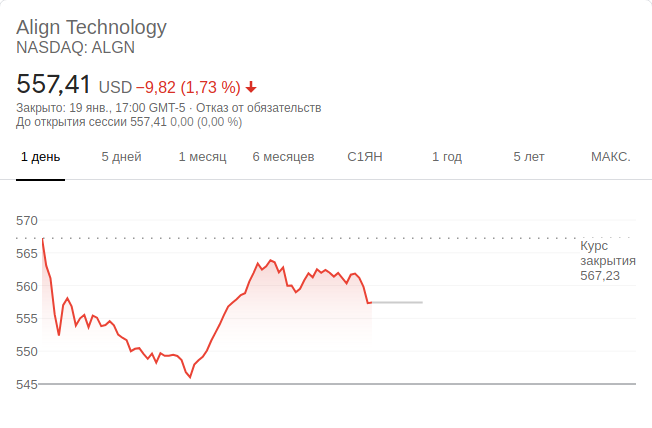 Align Technology
NASDAQ: ALGN
557,41 USD −9,82 (1,73 %)
Закрыто: 19 янв., 17:00 GMT-5 · Отказ от обязательств
До открытия сессии 557,41 0,00 (0,00 %)
1 день 5 дней 1 месяц 6 месяцев С1ЯН 1 год 5 лет МАКС.
570
565
560
555
550
545
Курс
закрытия
567,23